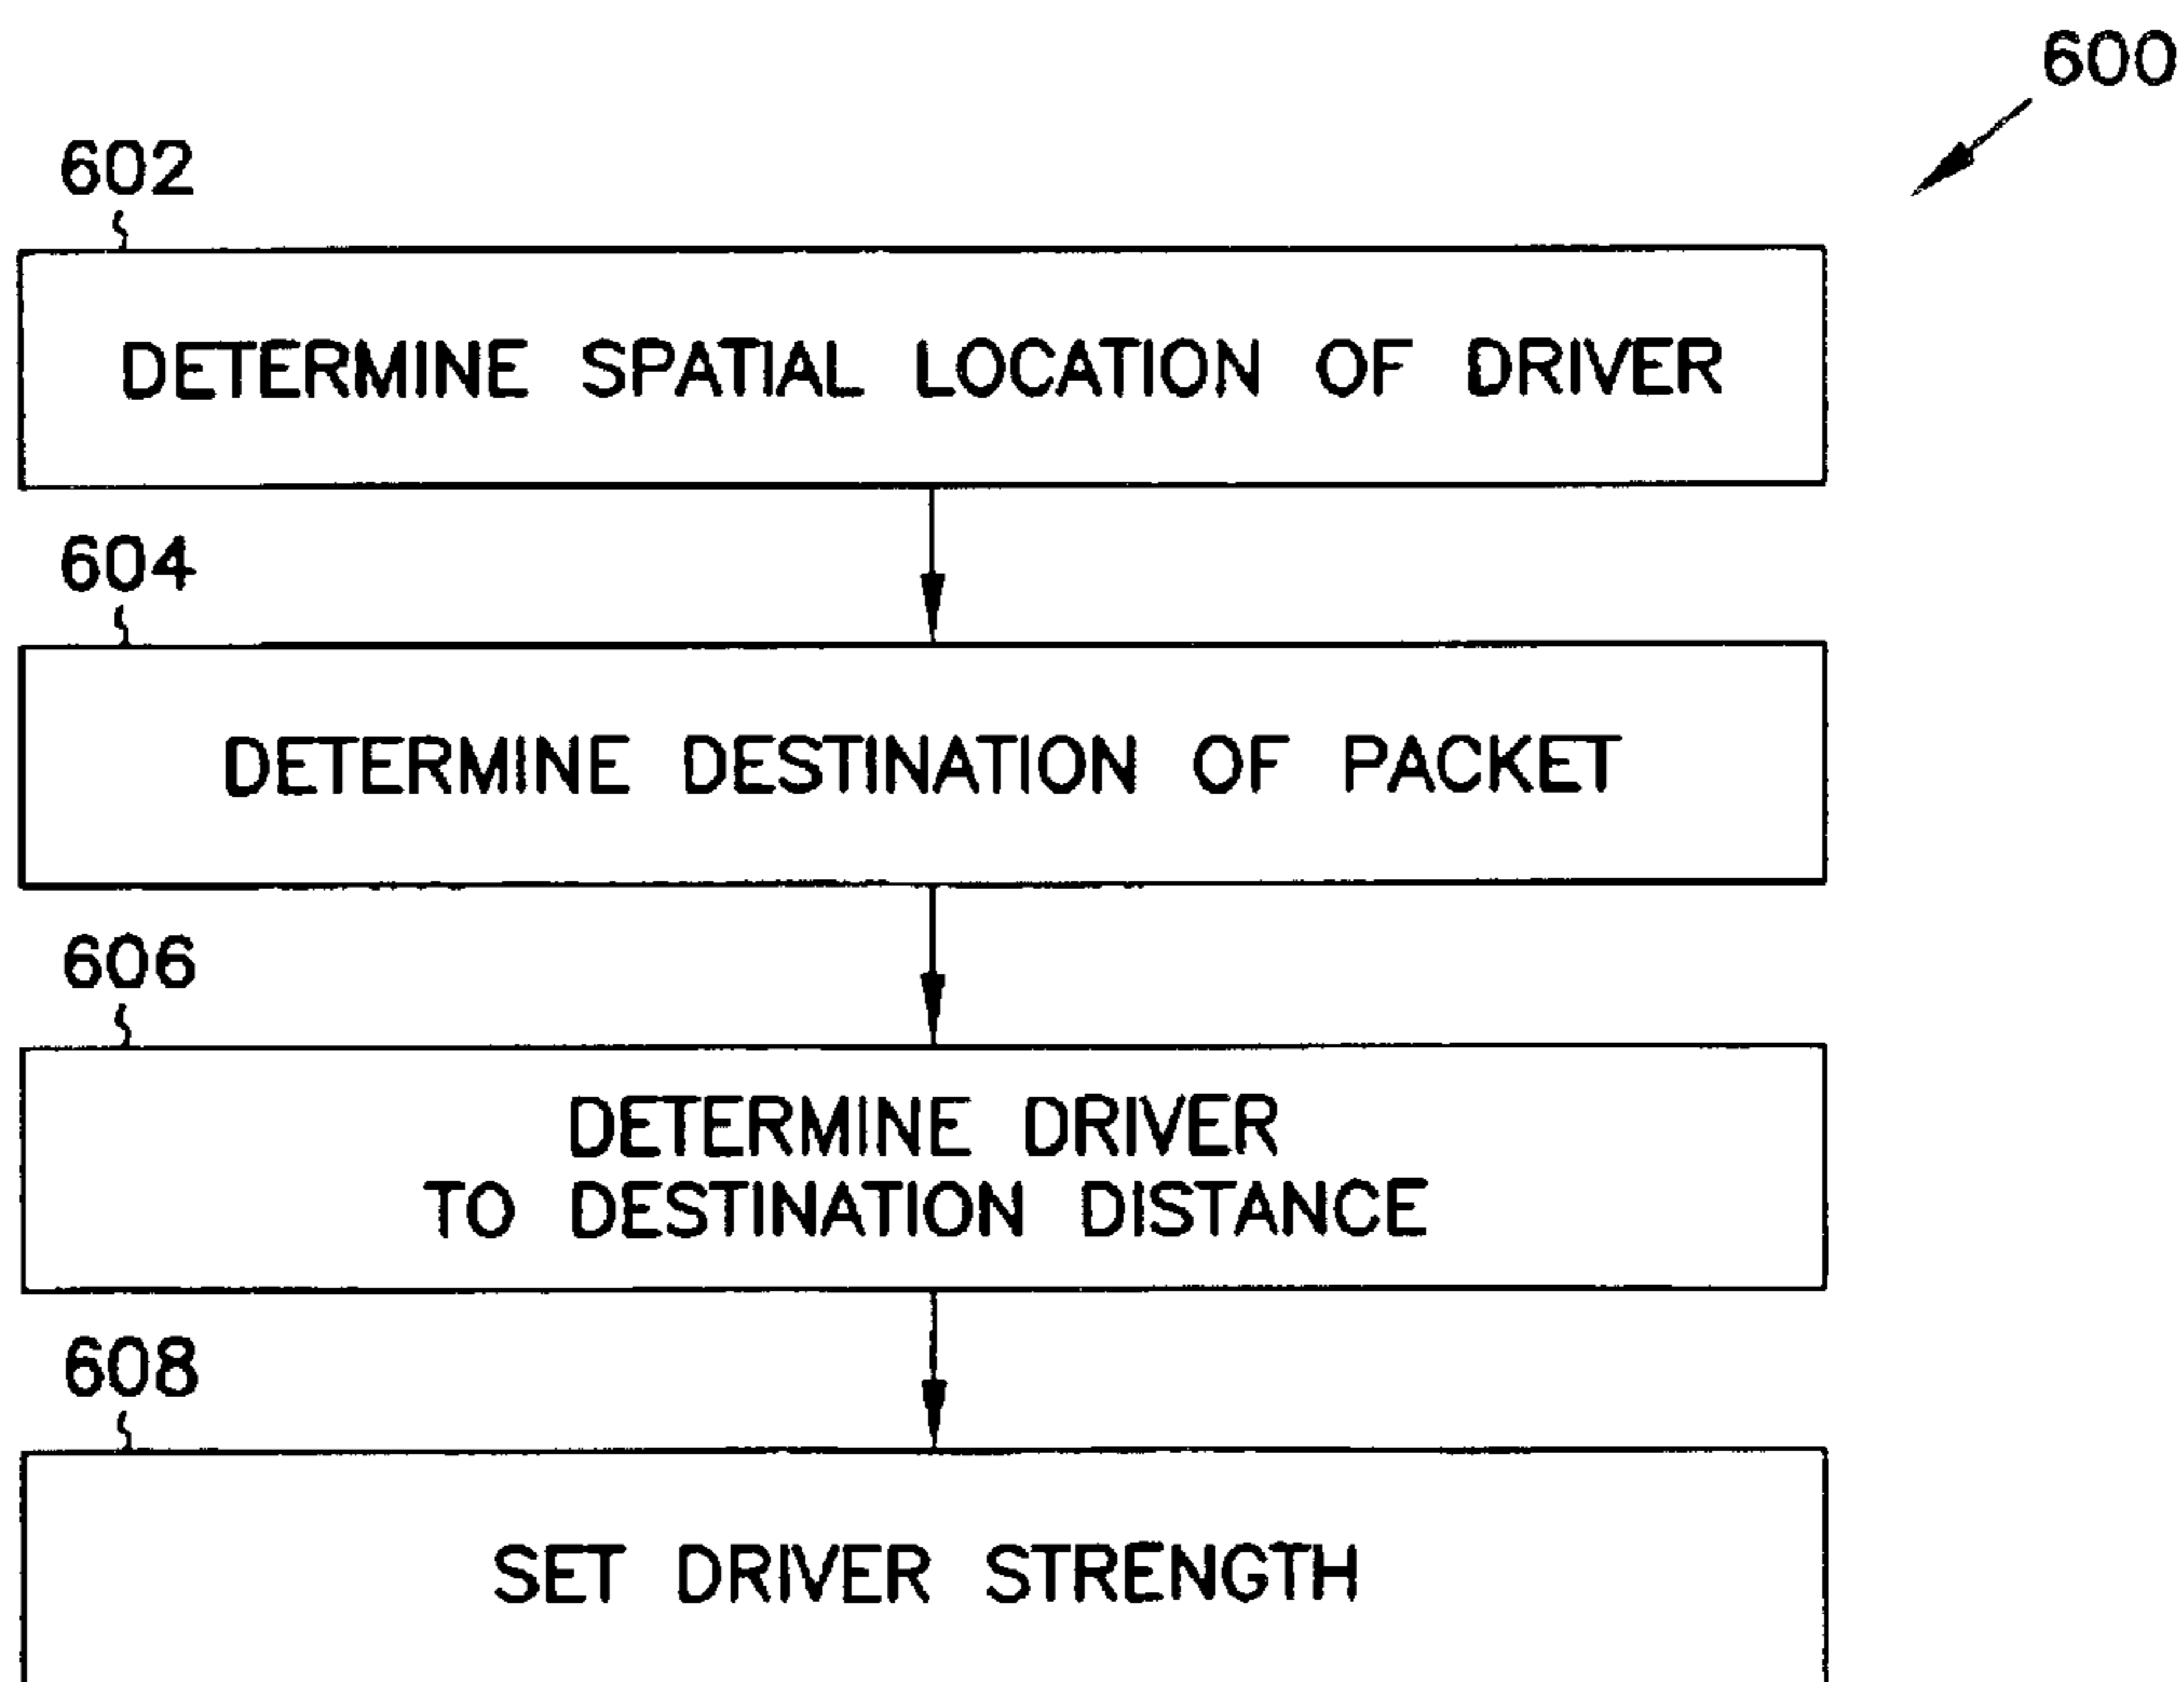 600
602
DETERMINE SPATIAL LOCATION OF DRIVER
604
DETERMINE DESTINATION OF PACKET
606
DETERMINE DRIVER
TO DESTINATION DISTANCE
608
SET DRIVER STRENGTH